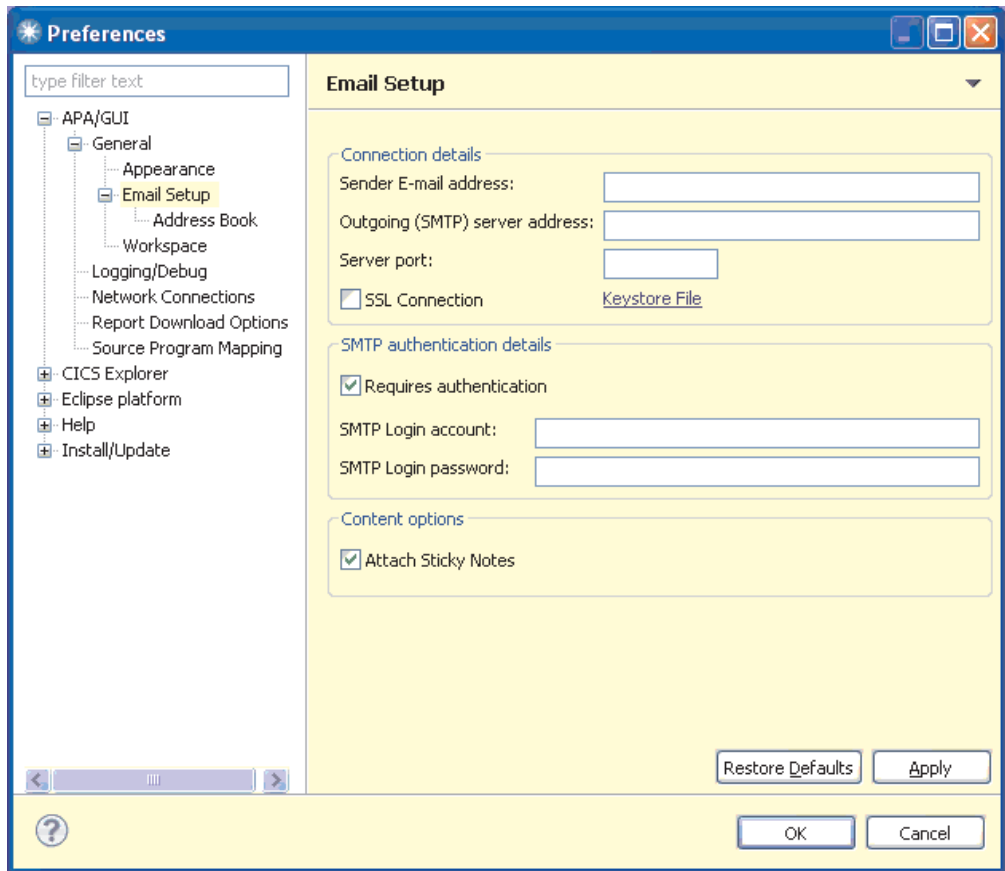 Preferences
type filter text
APA/GUI
General
Appearance
Email Setup
Address Book
Workspace
Logging/Debug
Network Connections
Report Download Options
Source Program Mapping
CICS Explorer
Eclipse platform
Help
Install/Update
Email Setup
Connection details
Sender E-mail address:
Outgoing (SMTP) server address:
Server port:
SSL Connection Keystore File
SMTP authentication details
Requires authentication
SMTP Login account:
SMTP Login password:
Content options
Attach Sticky Notes
Restore Defaults Apply
? OK Cancel